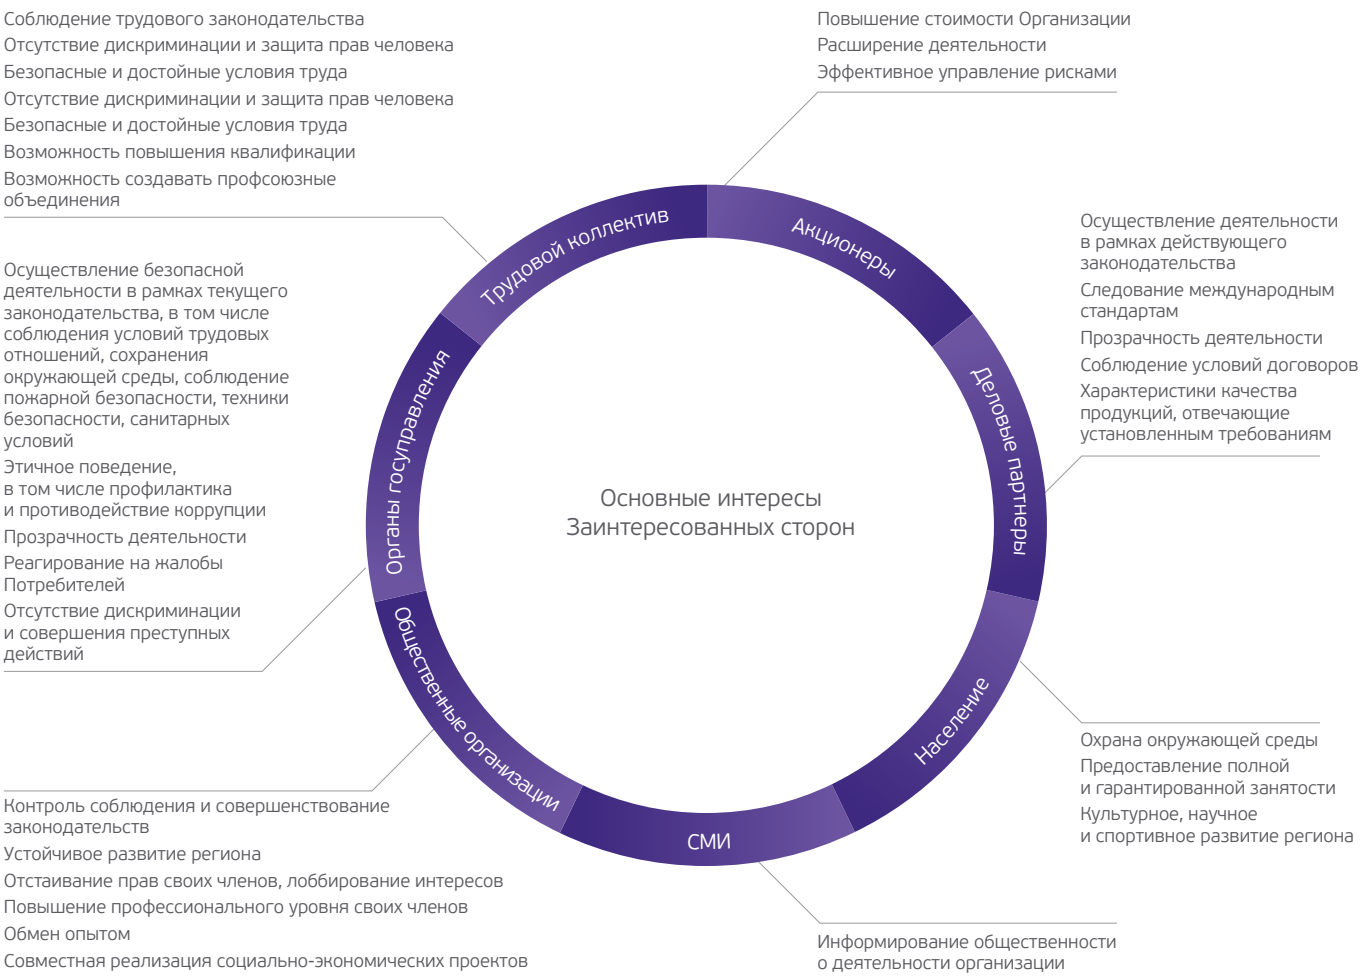 Соблюдение трудового законодательства
Отсутствие дискриминации и защита прав человека
Безопасные и достойные условия труда
Отсутствие дискриминации и защита прав человека
Безопасные и достойные условия труда
Возможность повышения квалификации
Возможность создавать профсоюзные
объединения
Повышение стоимости Организации
Расширение деятельности
Эффективное управление рисками
Трудовой коллектив
Акционеры
Осуществление деятельности
в рамках действующего
законодательства
Следование международным
стандартам
Прозрачность деятельности
Соблюдение условий договоров
Характеристики качества
продукций, отвечающие
установленным требованиям
Деловые партнеры
Осуществление безопасной
деятельности в рамках текущего
законодательства, в том числе
соблюдения условий трудовых
отношений, сохранения
окружающей среды, соблюдение
пожарной безопасности, техники
безопасности, санитарных
условий
Этичное поведение,
в том числе профилактика
и противодействие коррупции
Прозрачность деятельности
Реагирование на жалобы
Потребителей
Отсутствие дискриминации
и совершения преступных
действий
Органы госуправления
Основные интересы
Заинтересованных сторон
Общественные организации
Население
СМИ
Охрана окружающей среды
Предоставление полной
и гарантированной занятости
Культурное, научное
и спортивное развитие региона
Контроль соблюдения и совершенствование
законодательств
Устойчивое развитие региона
Отстаивание прав своих членов, лоббирование интересов
Повышение профессионального уровня своих членов
Обмен опытом
Совместная реализация социально-экономических проектов
Информирование общественности
о деятельности организации